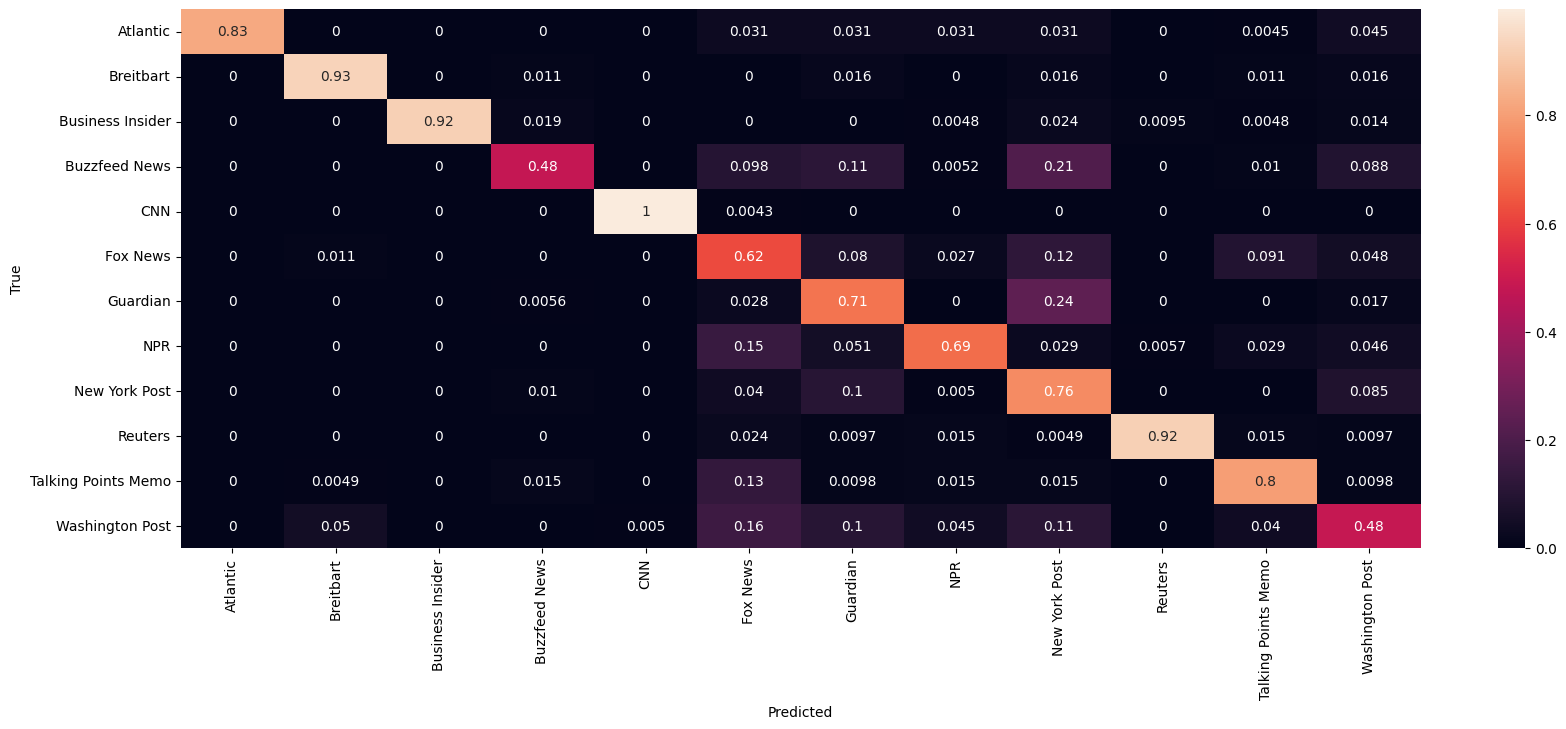 Atlantic 0.83 0 0 0 0 0.031 0.031 0.031 0.031 0 0.0045 0.045
Breitbart 0 0.93 0 0.011 0 0 0.016 0 0.016 0 0.011 0.016
Business Insider 0 0 0.92 0.019 0 0 0 0.0048 0.024 0.0095 0.0048 0.014
Buzzfeed News 0 0 0 0.48 0 0.098 0.11 0.0052 0.21 0 0.01 0.088
CNN 0 0 0 0 1 0.0043 0 0 0 0 0 0
Fox News 0 0.011 0 0 0 0.62 0.08 0.027 0.12 0 0.091 0.048
Guardian 0 0 0 0.0056 0 0.028 0.71 0 0.24 0 0 0.017
NPR 0 0 0 0 0 0.15 0.051 0.69 0.029 0.0057 0.029 0.046
New York Post 0 0 0 0.01 0 0.04 0.1 0.005 0.76 0 0 0.085
Reuters 0 0 0 0 0 0.024 0.0097 0.015 0.0049 0.92 0.015 0.0097
Talking Points Memo 0 0.0049 0 0.015 0 0.13 0.0098 0.015 0.015 0 0.8 0.0098
Washington Post 0 0.05 0 0 0.005 0.16 0.1 0.045 0.11 0 0.04 0.48
True
Atlantic
Breitbart
Business Insider
Buzzfeed News
CNN
Fox News
Guardian
NPR
New York Post
Reuters
Talking Points Memo
Washington Post
Predicted
0.8
0.6
0.4
0.2
0.0